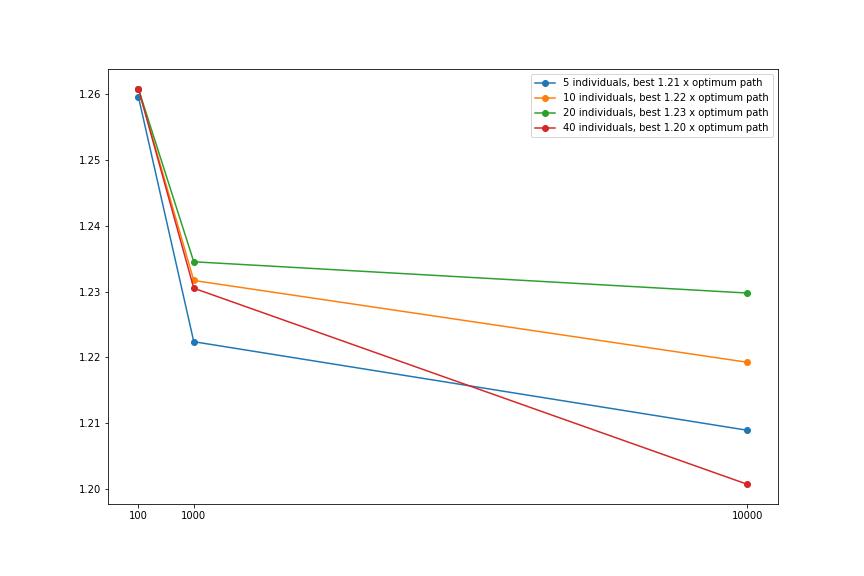 5 individuals, best 1.21 x optimum path
10 individuals, best 1.22 x optimum path
20 individuals, best 1.23 x optimum path
40 individuals, best 1.20 x optimum path
1.26
1.25
1.24
1.23
1.22
1.21
1.20
100 1000 10000